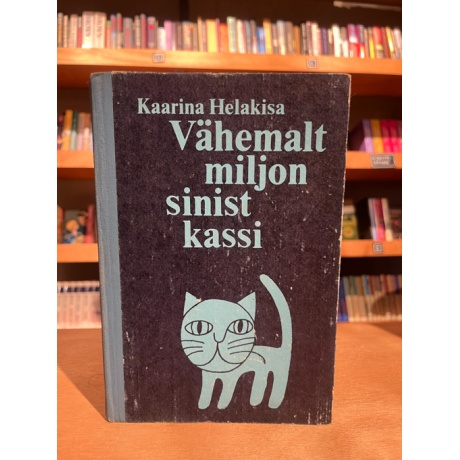 Kaarina Helakisa
Vähemalt
miljon
sinist
kassi